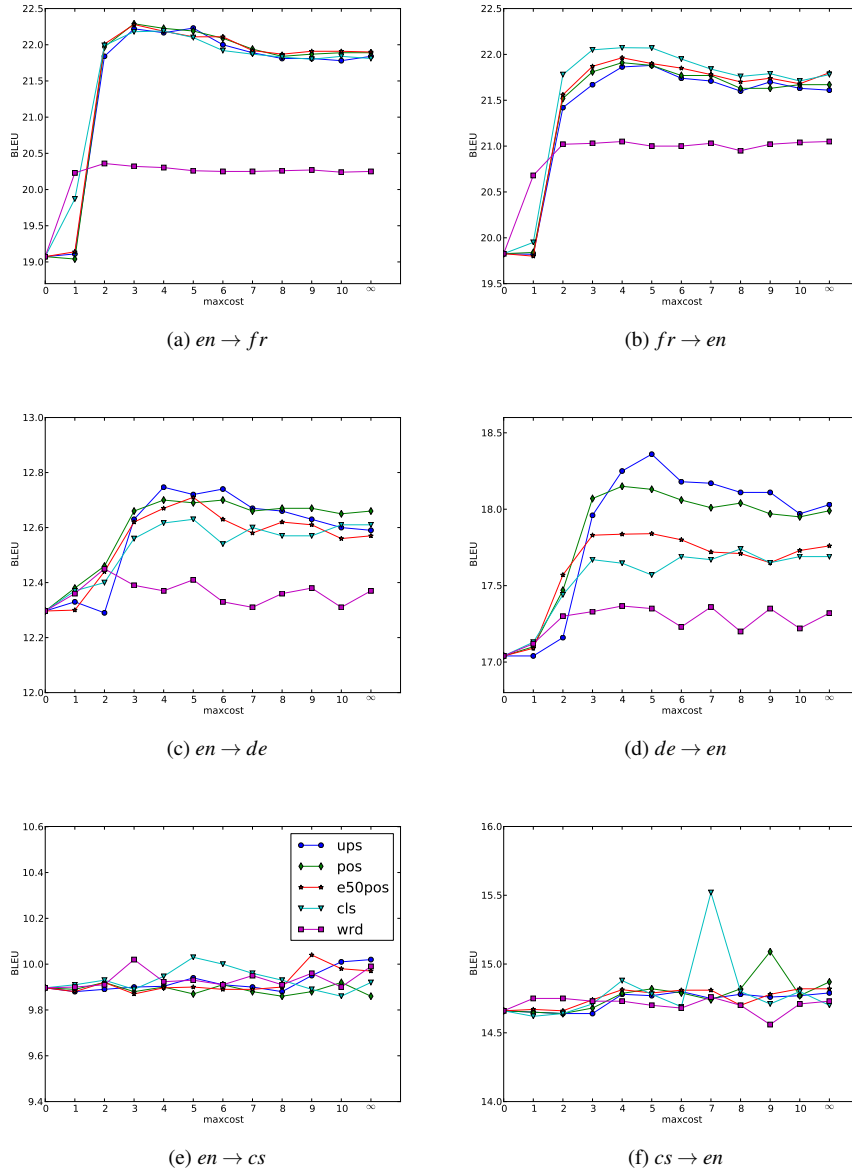 22.5
22.0
21.5
21.0
20.5
20.0
19.5
19.0
BLEU
0 1 2 3 4 5 6 7 8 9 10 ∞
maxcost
(a) en → fr
22.5
22.0
21.5
21.0
20.5
20.0
19.5
BLEU
0 1 2 3 4 5 6 7 8 9 10 ∞
maxcost
(b) fr → en
13.0
12.8
12.6
12.4
12.2
12.0
BLEU
0 1 2 3 4 5 6 7 8 9 10 ∞
maxcost
(c) en → de
18.5
18.0
17.5
17.0
BLEU
0 1 2 3 4 5 6 7 8 9 10 ∞
maxcost
(d) de → en
10.6
10.4
10.2
10.0
9.8
9.6
9.4
BLEU
ups
pos
e50pos
cls
wrd
0 1 2 3 4 5 6 7 8 9 10 ∞
maxcost
(e) en → cs
16.0
15.5
15.0
14.5
14.0
BLEU
0 1 2 3 4 5 6 7 8 9 10 ∞
maxcost
(f) cs → en